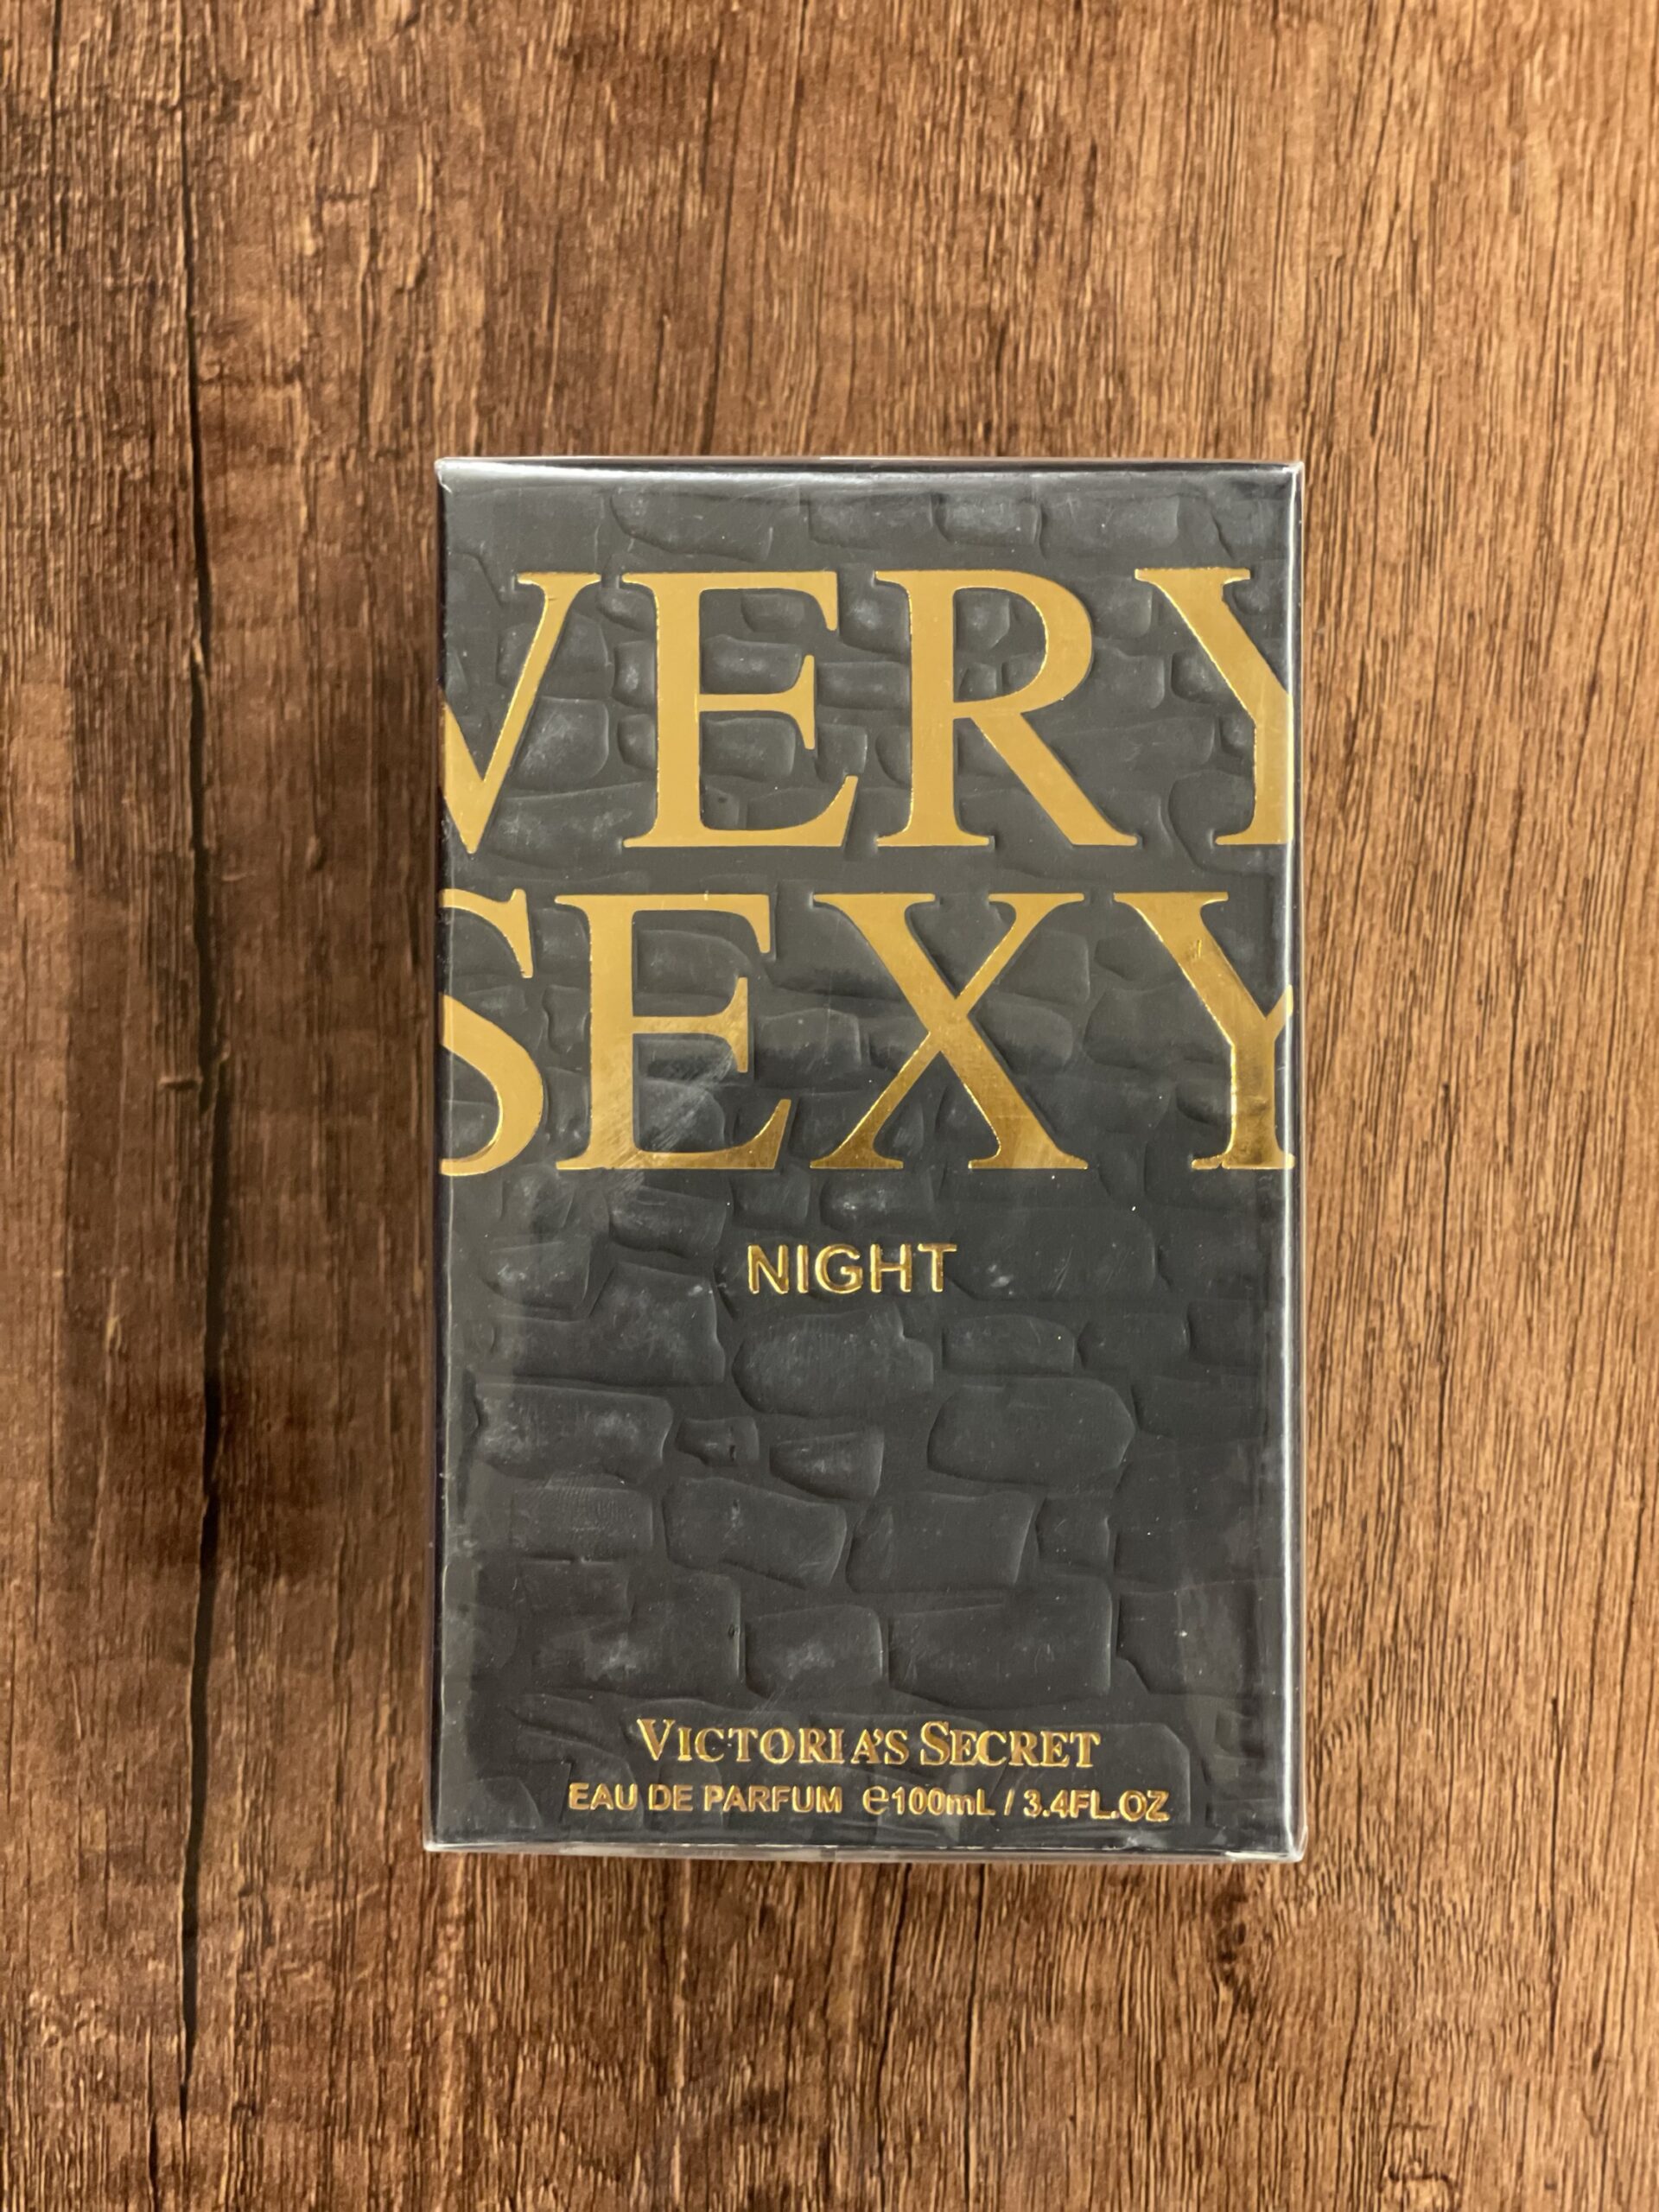 VERY
SEXY
NIGHT
VICTORIA'S SECRET
EAU DE PARFUM ℮100mL / 3.4FL.OZ